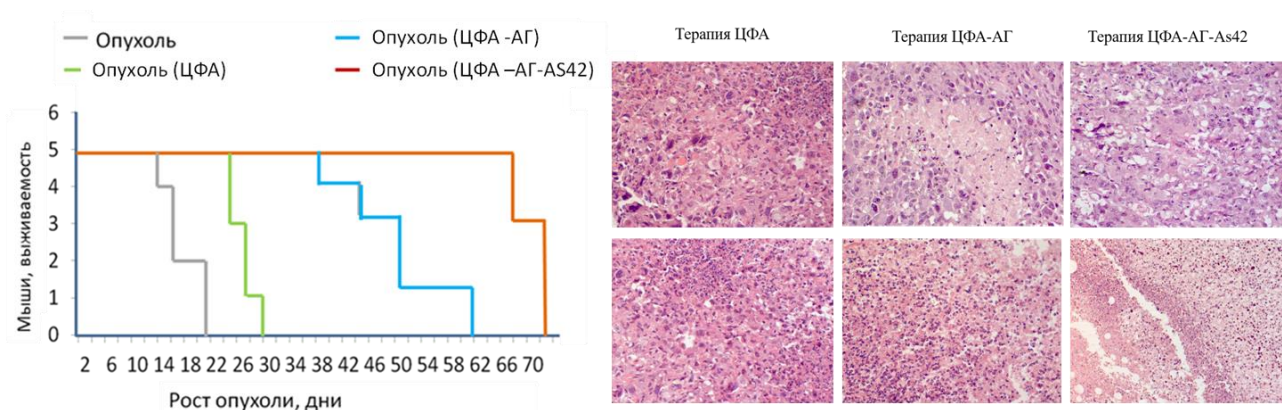 Опухоль
Опухоль (ЦФА -АГ)
Опухоль (ЦФА)
Опухоль (ЦФА –АГ-AS42)
Мыши, выживаемость
6
5
4
3
2
1
0
2 6 10 14 18 22 26 30 34 38 42 46 50 54 58 62 66 70
Рост опухоли, дни
Терапия ЦФА
Терапия ЦФА-АГ
Терапия ЦФА-АГ-As42